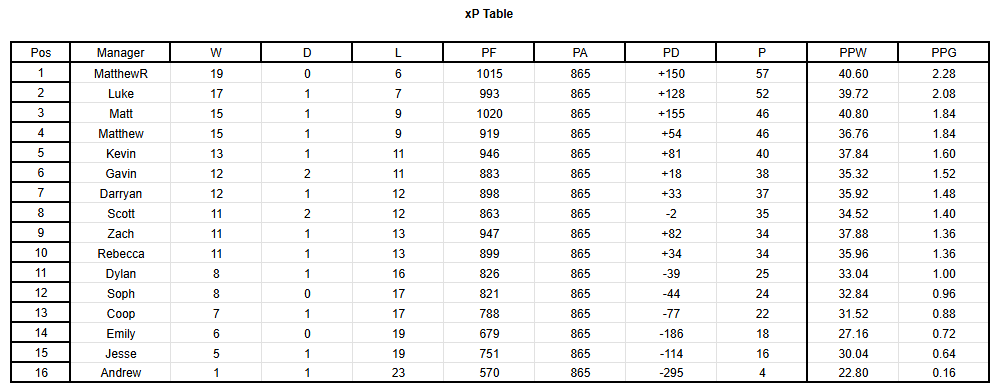 xP Table
Pos Manager W D L PF PA PD P PPW PPG
1 MatthewR 19 0 6 1015 865 +150 57 40.60 2.28
2 Luke 17 1 7 993 865 +128 52 39.72 2.08
3 Matt 15 1 9 1020 865 +155 46 40.80 1.84
4 Matthew 15 1 9 919 865 +54 46 36.76 1.84
5 Kevin 13 1 11 946 865 +81 40 37.84 1.60
6 Gavin 12 2 11 883 865 +18 38 35.32 1.52
7 Darryan 12 1 12 898 865 +33 37 35.92 1.48
8 Scott 11 2 12 863 865 -2 35 34.52 1.40
9 Zach 11 1 13 947 865 +82 34 37.88 1.36
10 Rebecca 11 1 13 899 865 +34 34 35.96 1.36
11 Dylan 8 1 16 826 865 -39 25 33.04 1.00
12 Soph 8 0 17 821 865 -44 24 32.84 0.96
13 Coop 7 1 17 788 865 -77 22 31.52 0.88
14 Emily 6 0 19 679 865 -186 18 27.16 0.72
15 Jesse 5 1 19 751 865 -114 16 30.04 0.64
16 Andrew 1 1 23 570 865 -295 4 22.80 0.16